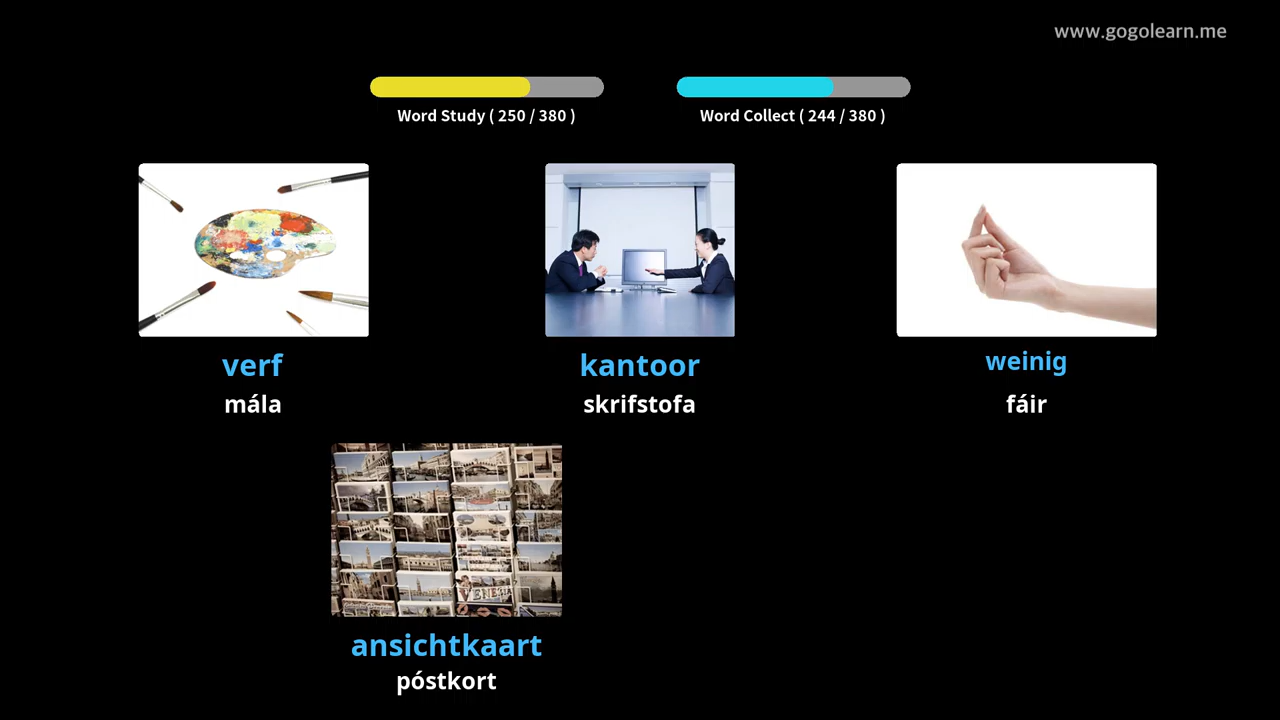 www.gogolearn.me
Word Study ( 250 / 380 )
Word Collect ( 244 / 380 )
verf
kantoor
weinig
mála
skrifstofa
fáir
VENEZIA
ansichtkaart
póstkort